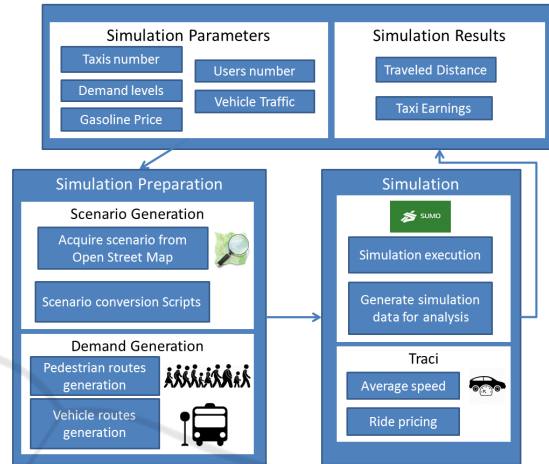 Simulation Parameters
Taxis number
Users number
Demand levels
Vehicle Traffic
Gasoline Price
Simulation Results
Traveled Distance
Taxi Earnings
Simulation Preparation
Scenario Generation
Acquire scenario from
Open Street Map
Scenario conversion Scripts
Demand Generation
Pedestrian routes
generation
Vehicle routes
generation
Simulation
SUMO
Simulation execution
Generate simulation
data for analysis
Traci
Average speed
Ride pricing